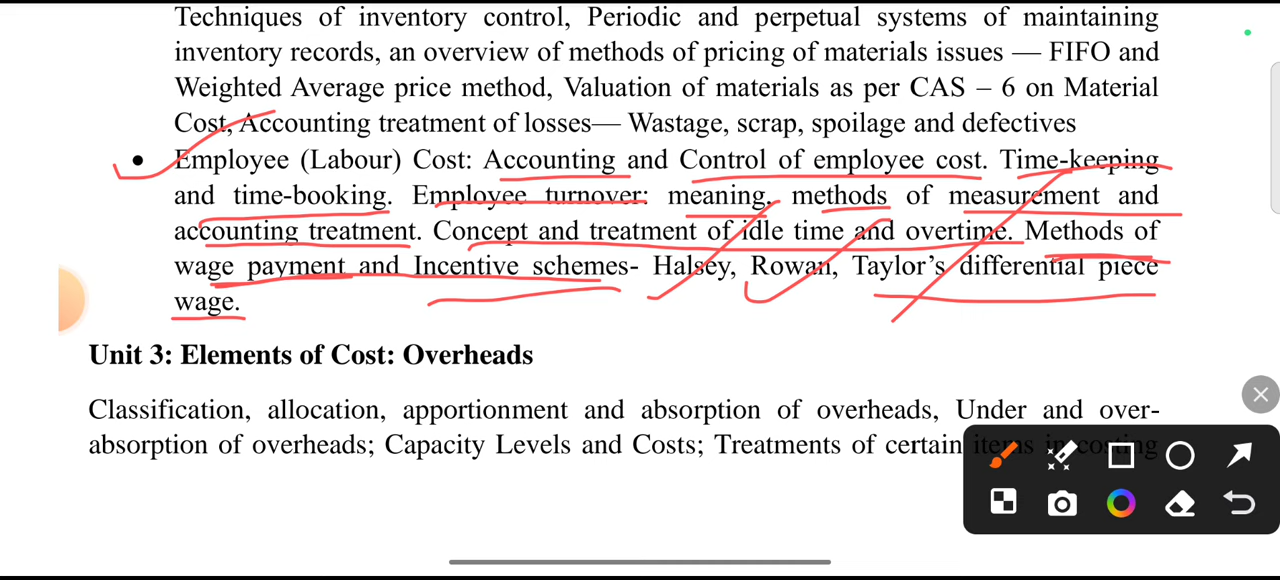 Techniques of inventory control, Periodic and perpetual systems of maintaining
inventory records, an overview of methods of pricing of materials issues — FIFO and
Weighted Average price method, Valuation of materials as per CAS – 6 on Material
Cost, Accounting treatment of losses— Wastage, scrap, spoilage and defectives
• Employee (Labour) Cost: Accounting and Control of employee cost. Time-keeping
and time-booking. Employee turnover: meaning, methods of measurement and
accounting treatment. Concept and treatment of idle time and overtime. Methods of
wage payment and Incentive schemes- Halsey, Rowan, Taylor’s differential piece
wage.
Unit 3: Elements of Cost: Overheads
Classification, allocation, apportionment and absorption of overheads, Under and over-
absorption of overheads; Capacity Levels and Costs; Treatments of certain items in costing